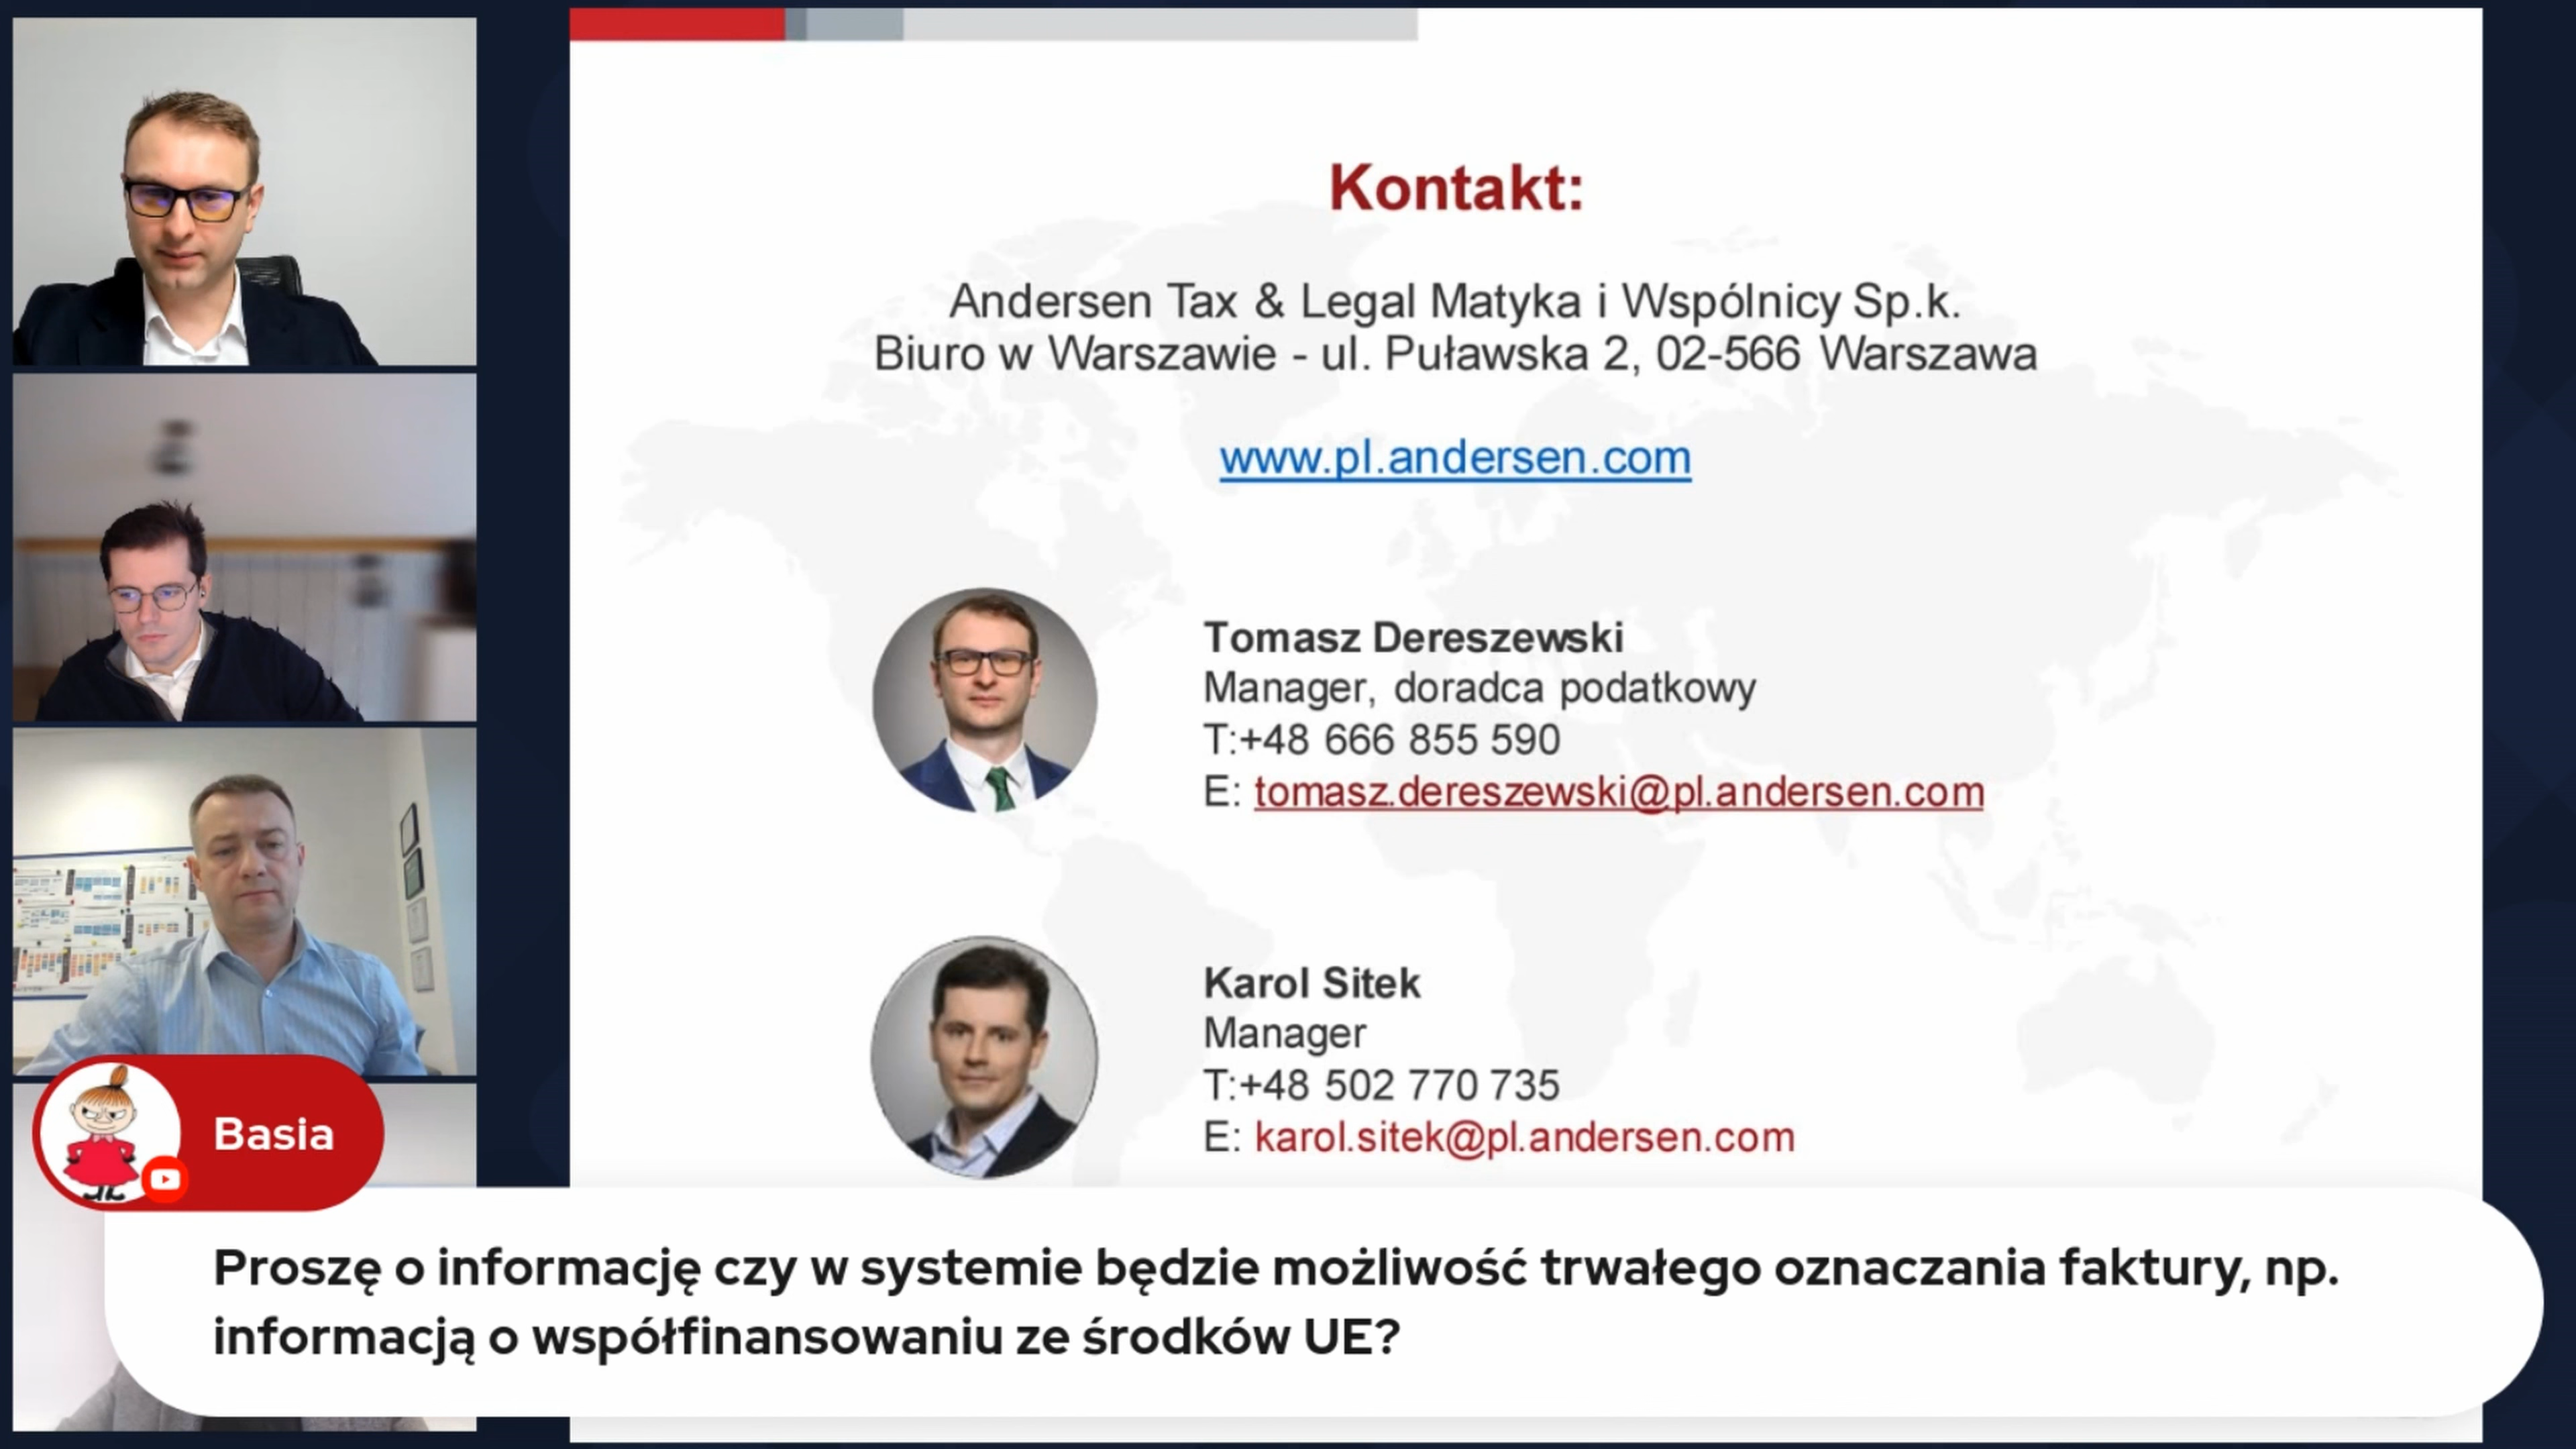 Kontakt:
Andersen Tax & Legal Matyka i Wspólnicy Sp.k.
Biuro w Warszawie - ul. Puławska 2, 02-566 Warszawa
www.pl.andersen.com
Tomasz Dereszewski
Manager, doradca podatkowy
T:+48 666 855 590
E: tomasz.dereszewski@pl.andersen.com
Karol Sitek
Manager
T:+48 502 770 735
E: karol.sitek@pl.andersen.com
Basia
Proszę o informację czy w systemie będzie możliwość trwałego oznaczania faktury, np.
informacją o współfinansowaniu ze środków UE?